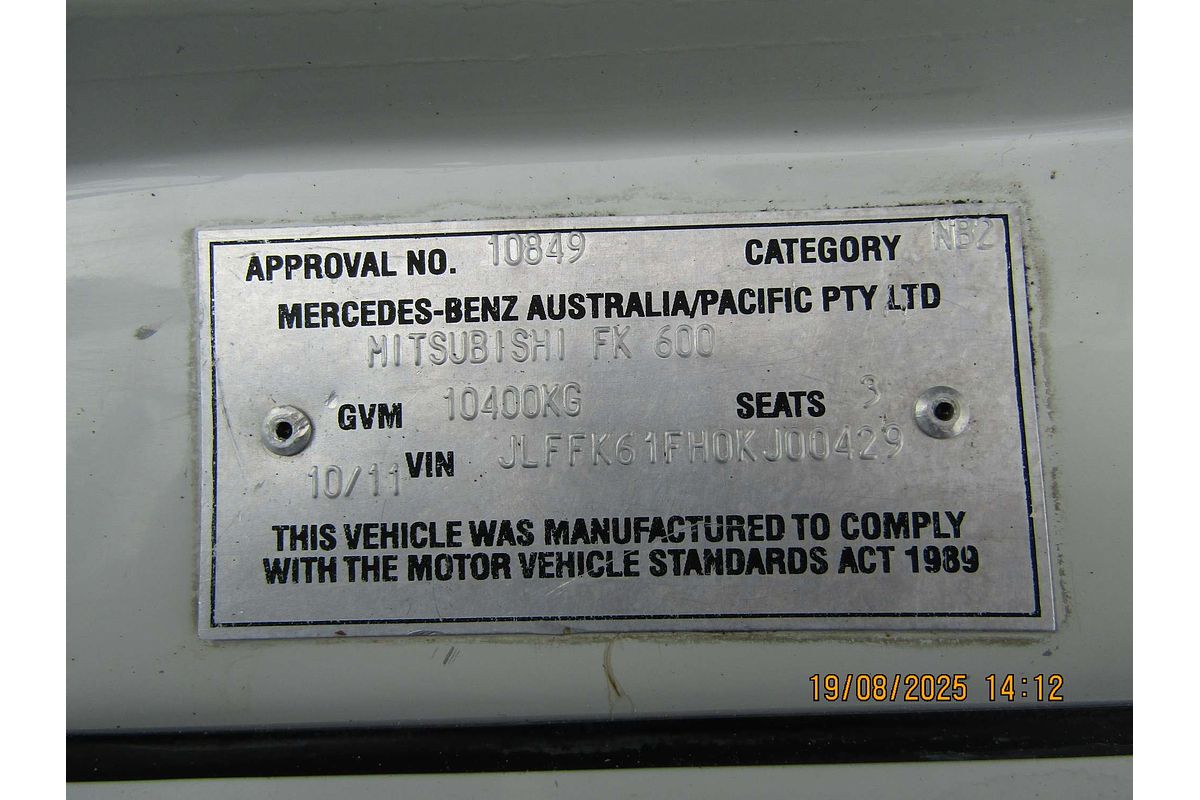 APPROVAL NO. 10849 CATEGORY NB2
MERCEDES-BENZ AUSTRALIA/PACIFIC PTY LTD
MITSUBISHI FK 600
GVM 10400KG SEATS 3
10/11 VIN JLFFK61FH0KJ00429
THIS VEHICLE WAS MANUFACTURED TO COMPLY
WITH THE MOTOR VEHICLE STANDARDS ACT 1989
19/08/2025 14:12